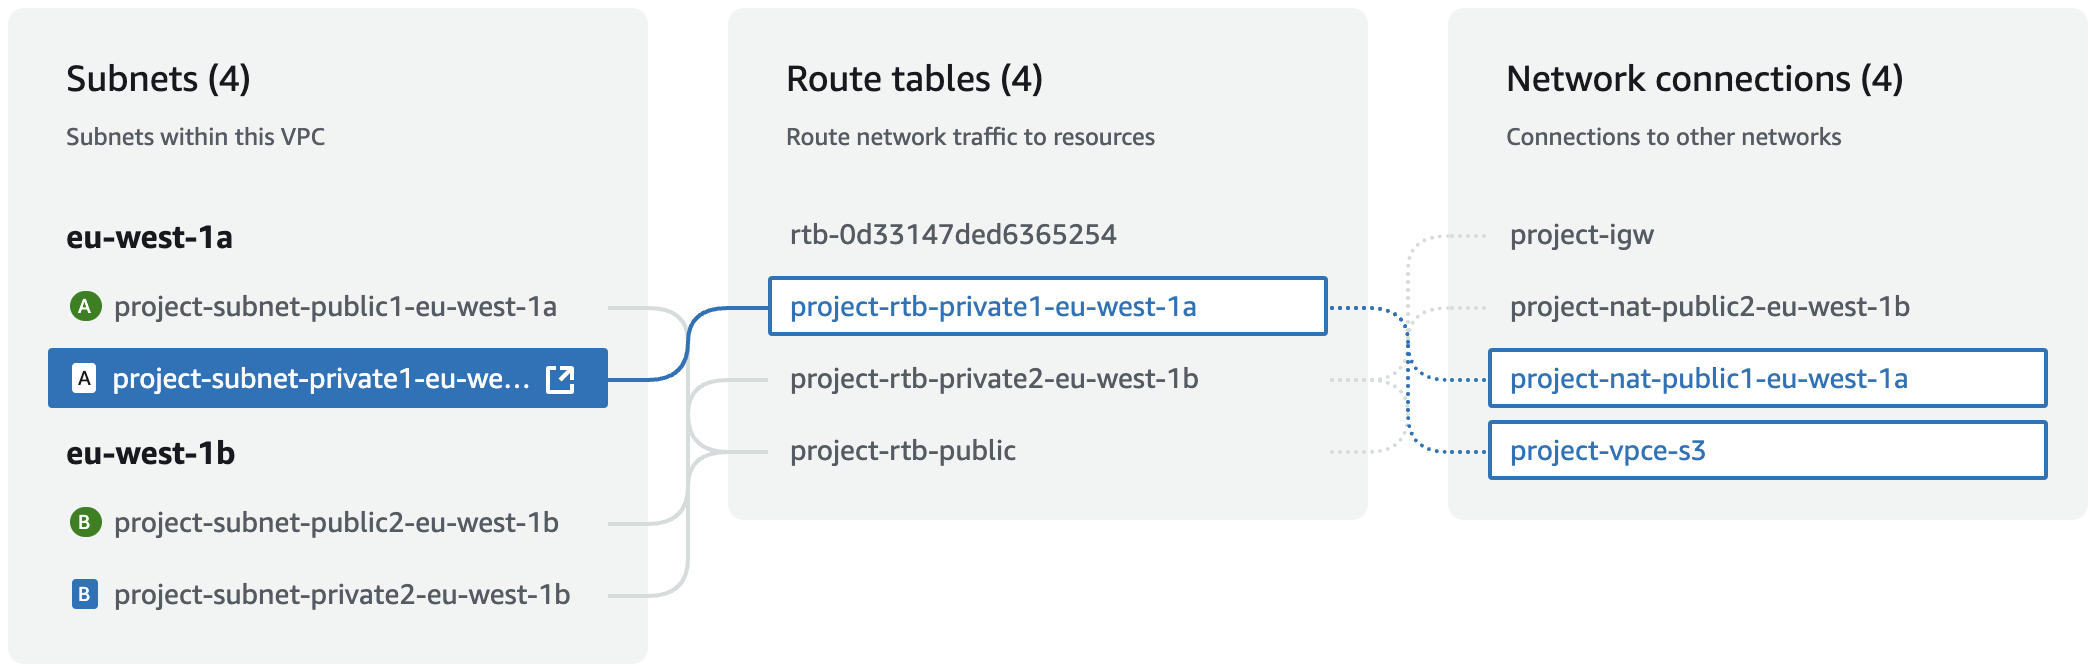 Subnets (4)
Subnets within this VPC
eu-west-1a
A project-subnet-public1-eu-west-1a
A project-subnet-private1-eu-we...
eu-west-1b
B project-subnet-public2-eu-west-1b
B project-subnet-private2-eu-west-1b
Route tables (4)
Route network traffic to resources
rtb-0d33147ded6365254
project-rtb-private1-eu-west-1a
project-rtb-private2-eu-west-1b
project-rtb-public
Network connections (4)
Connections to other networks
project-igw
project-nat-public2-eu-west-1b
project-nat-public1-eu-west-1a
project-vpce-s3